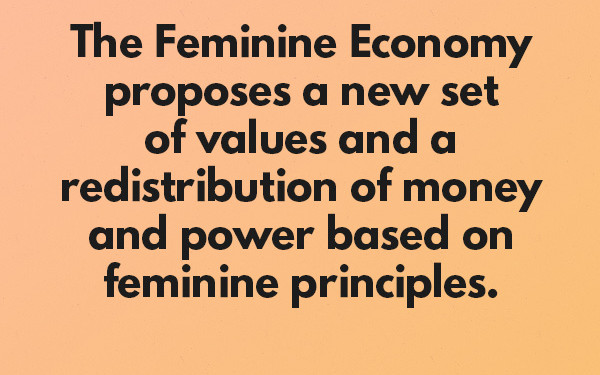 The Feminine Economy
proposes a new set
of values and a
redistribution of money
and power based on
feminine principles.